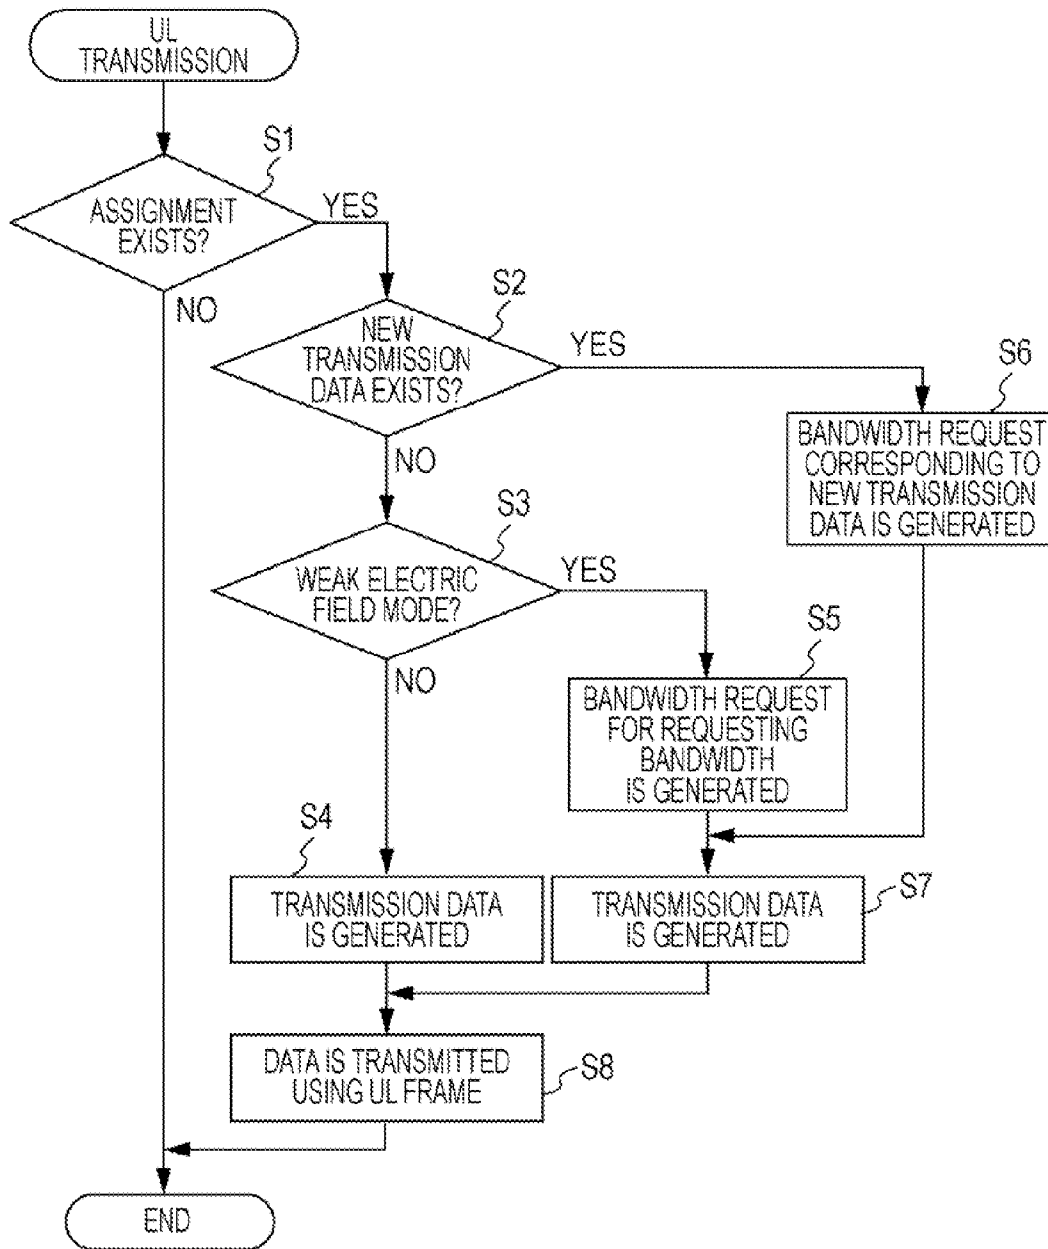 UL
TRANSMISSION
S1
ASSIGNMENT
EXISTS?
YES
NO
S2
NEW
TRANSMISSION
DATA EXISTS?
YES
NO
S6
BANDWIDTH REQUEST
CORRESPONDING TO
NEW TRANSMISSION
DATA IS GENERATED
S3
WEAK ELECTRIC
FIELD MODE?
YES
NO
S5
BANDWIDTH REQUEST
FOR REQUESTING
BANDWIDTH
IS GENERATED
S4
TRANSMISSION DATA
IS GENERATED
S7
TRANSMISSION DATA
IS GENERATED
DATA IS TRANSMITTED
USING UL FRAME
S8
END